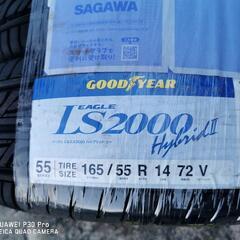 SAGAWA
GOODYEAR
EAGLE
LS2000
Hybrid II
55 TIRE SIZE 165/55 R 14 72 V
HUAWEI P30 Pro
LEICA QUAD CAMERA